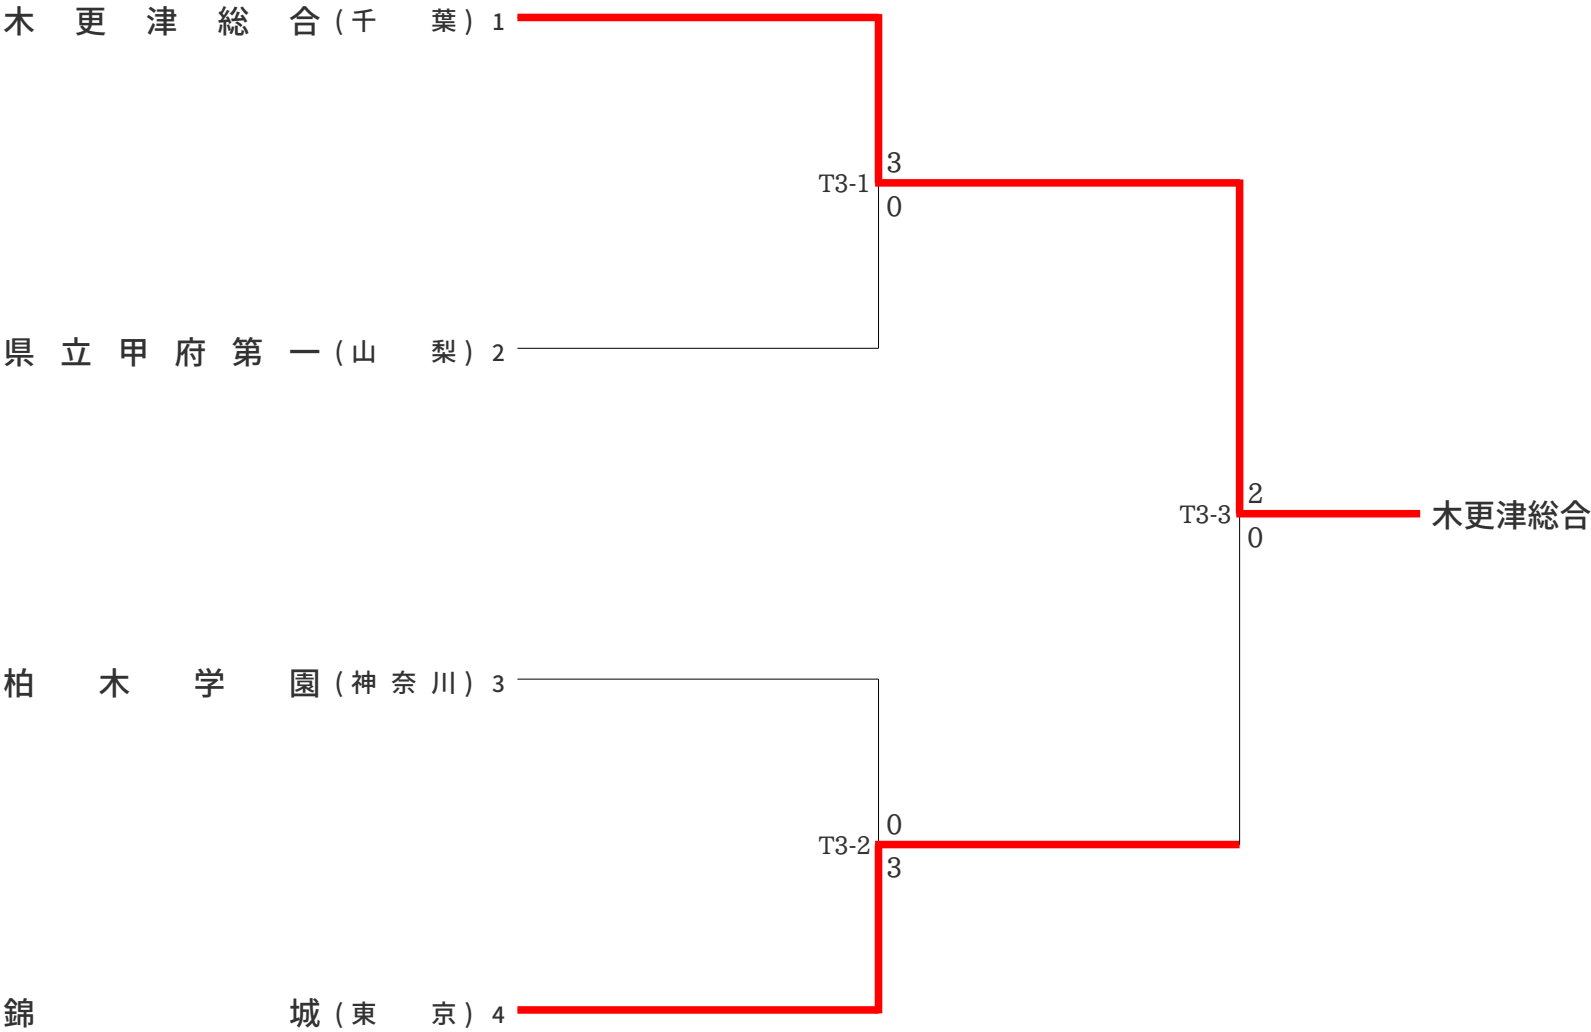 木更津総合(千葉) 1
3
T3-1
0
県立甲府第一(山梨) 2
2
T3-3 木更津総合
0
柏木学園(神奈川) 3
0
T3-2
3
錦城(東京) 4